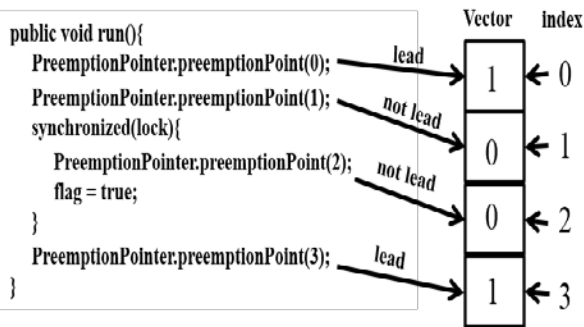 Vector index
public void run(){
PreemptionPointer.preemptionPoint(0);
lead
1 0
PreemptionPointer.preemptionPoint(1);
not lead
synchronized(lock){
0 1
PreemptionPointer.preemptionPoint(2);
not lead
flag = true;
0 2
}
PreemptionPointer.preemptionPoint(3);
lead
}
1 3